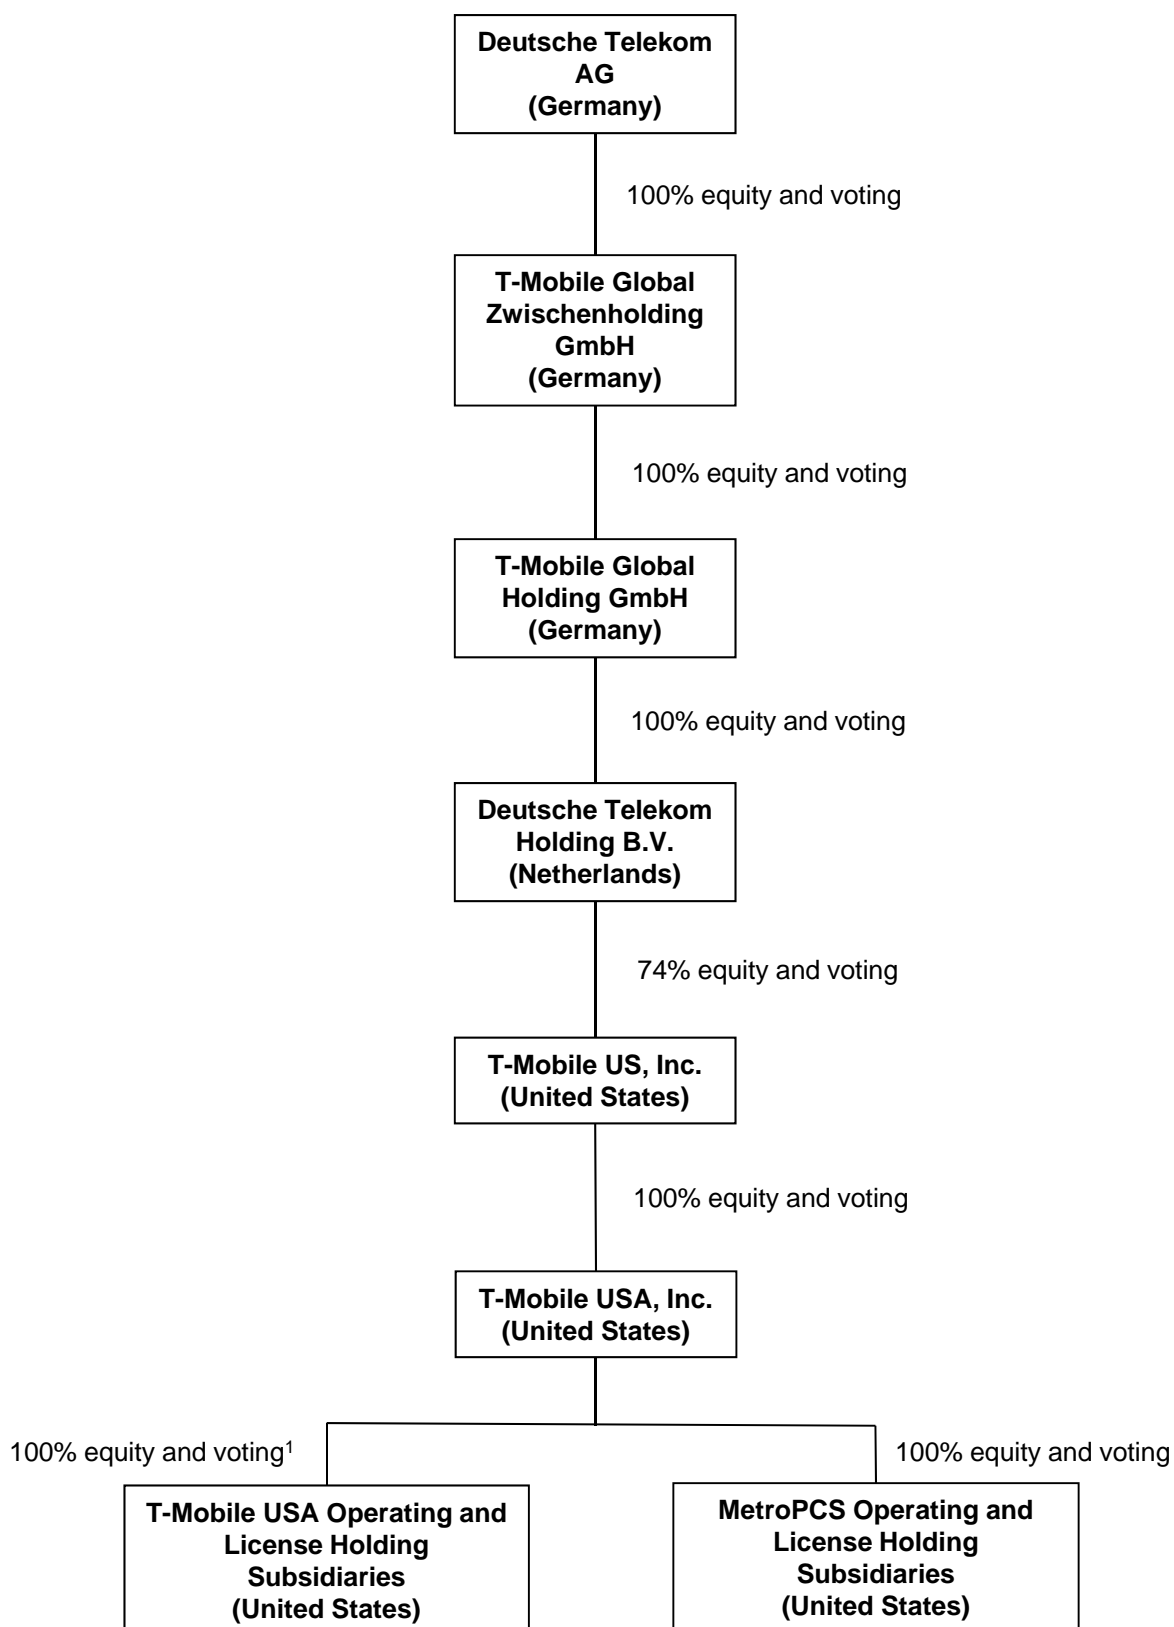 Deutsche Telekom
AG
(Germany)
100% equity and voting
T-Mobile Global
Zwischenholding
GmbH
(Germany)
100% equity and voting
T-Mobile Global
Holding GmbH
(Germany)
100% equity and voting
Deutsche Telekom
Holding B.V.
(Netherlands)
74% equity and voting
T-Mobile US, Inc.
(United States)
100% equity and voting
T-Mobile USA, Inc.
(United States)
100% equity and voting¹
100% equity and voting
T-Mobile USA Operating and
License Holding
Subsidiaries
(United States)
MetroPCS Operating and
License Holding
Subsidiaries
(United States)